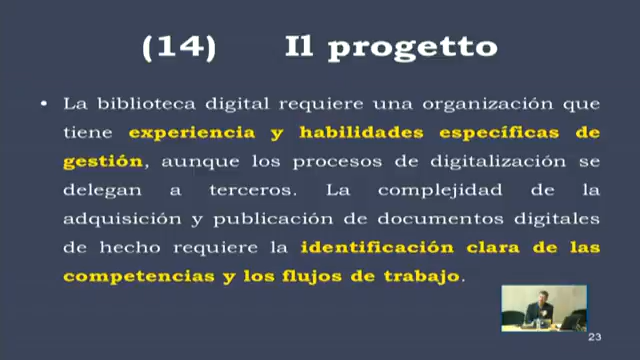 (14) Il progetto
• La biblioteca digital requiere una organización que
tiene experiencia y habilidades específicas de
gestión, aunque los procesos de digitalización se
delegan a terceros. La complejidad de la
adquisición y publicación de documentos digitales
de hecho requiere la identificación clara de las
competencias y los flujos de trabajo.
23